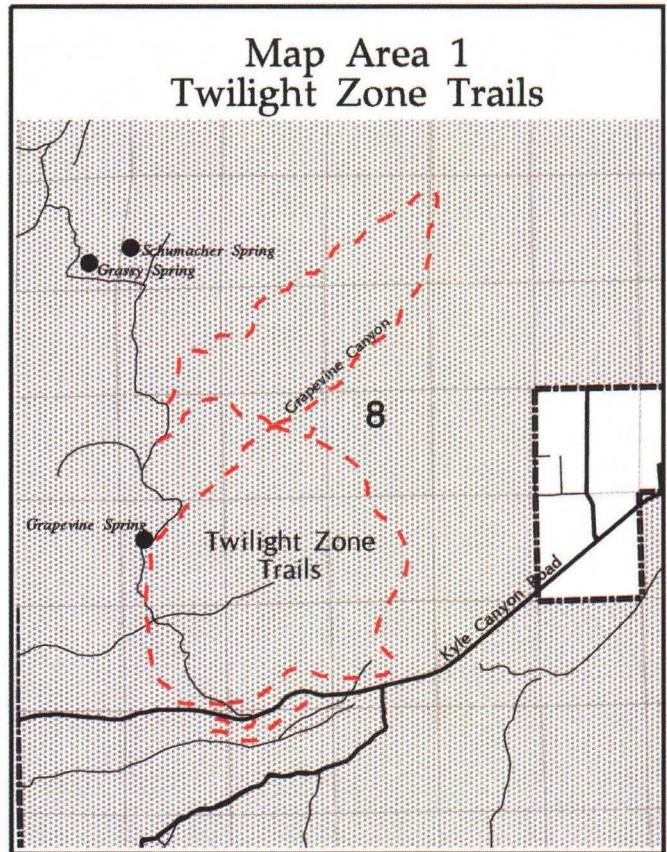 Map Area 1
Twilight Zone Trails
Schumacher Spring
Grassy Spring
Grapevine Canyon
8
Grapevine Spring
Twilight Zone
Trails
Kyle Canyon Road